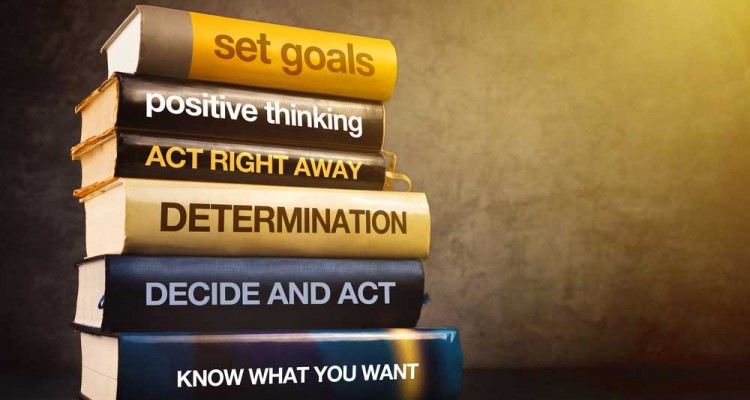 set goals
positive thinking
ACT RIGHT AWAY
DETERMINATION
DECIDE AND ACT
KNOW WHAT YOU WANT